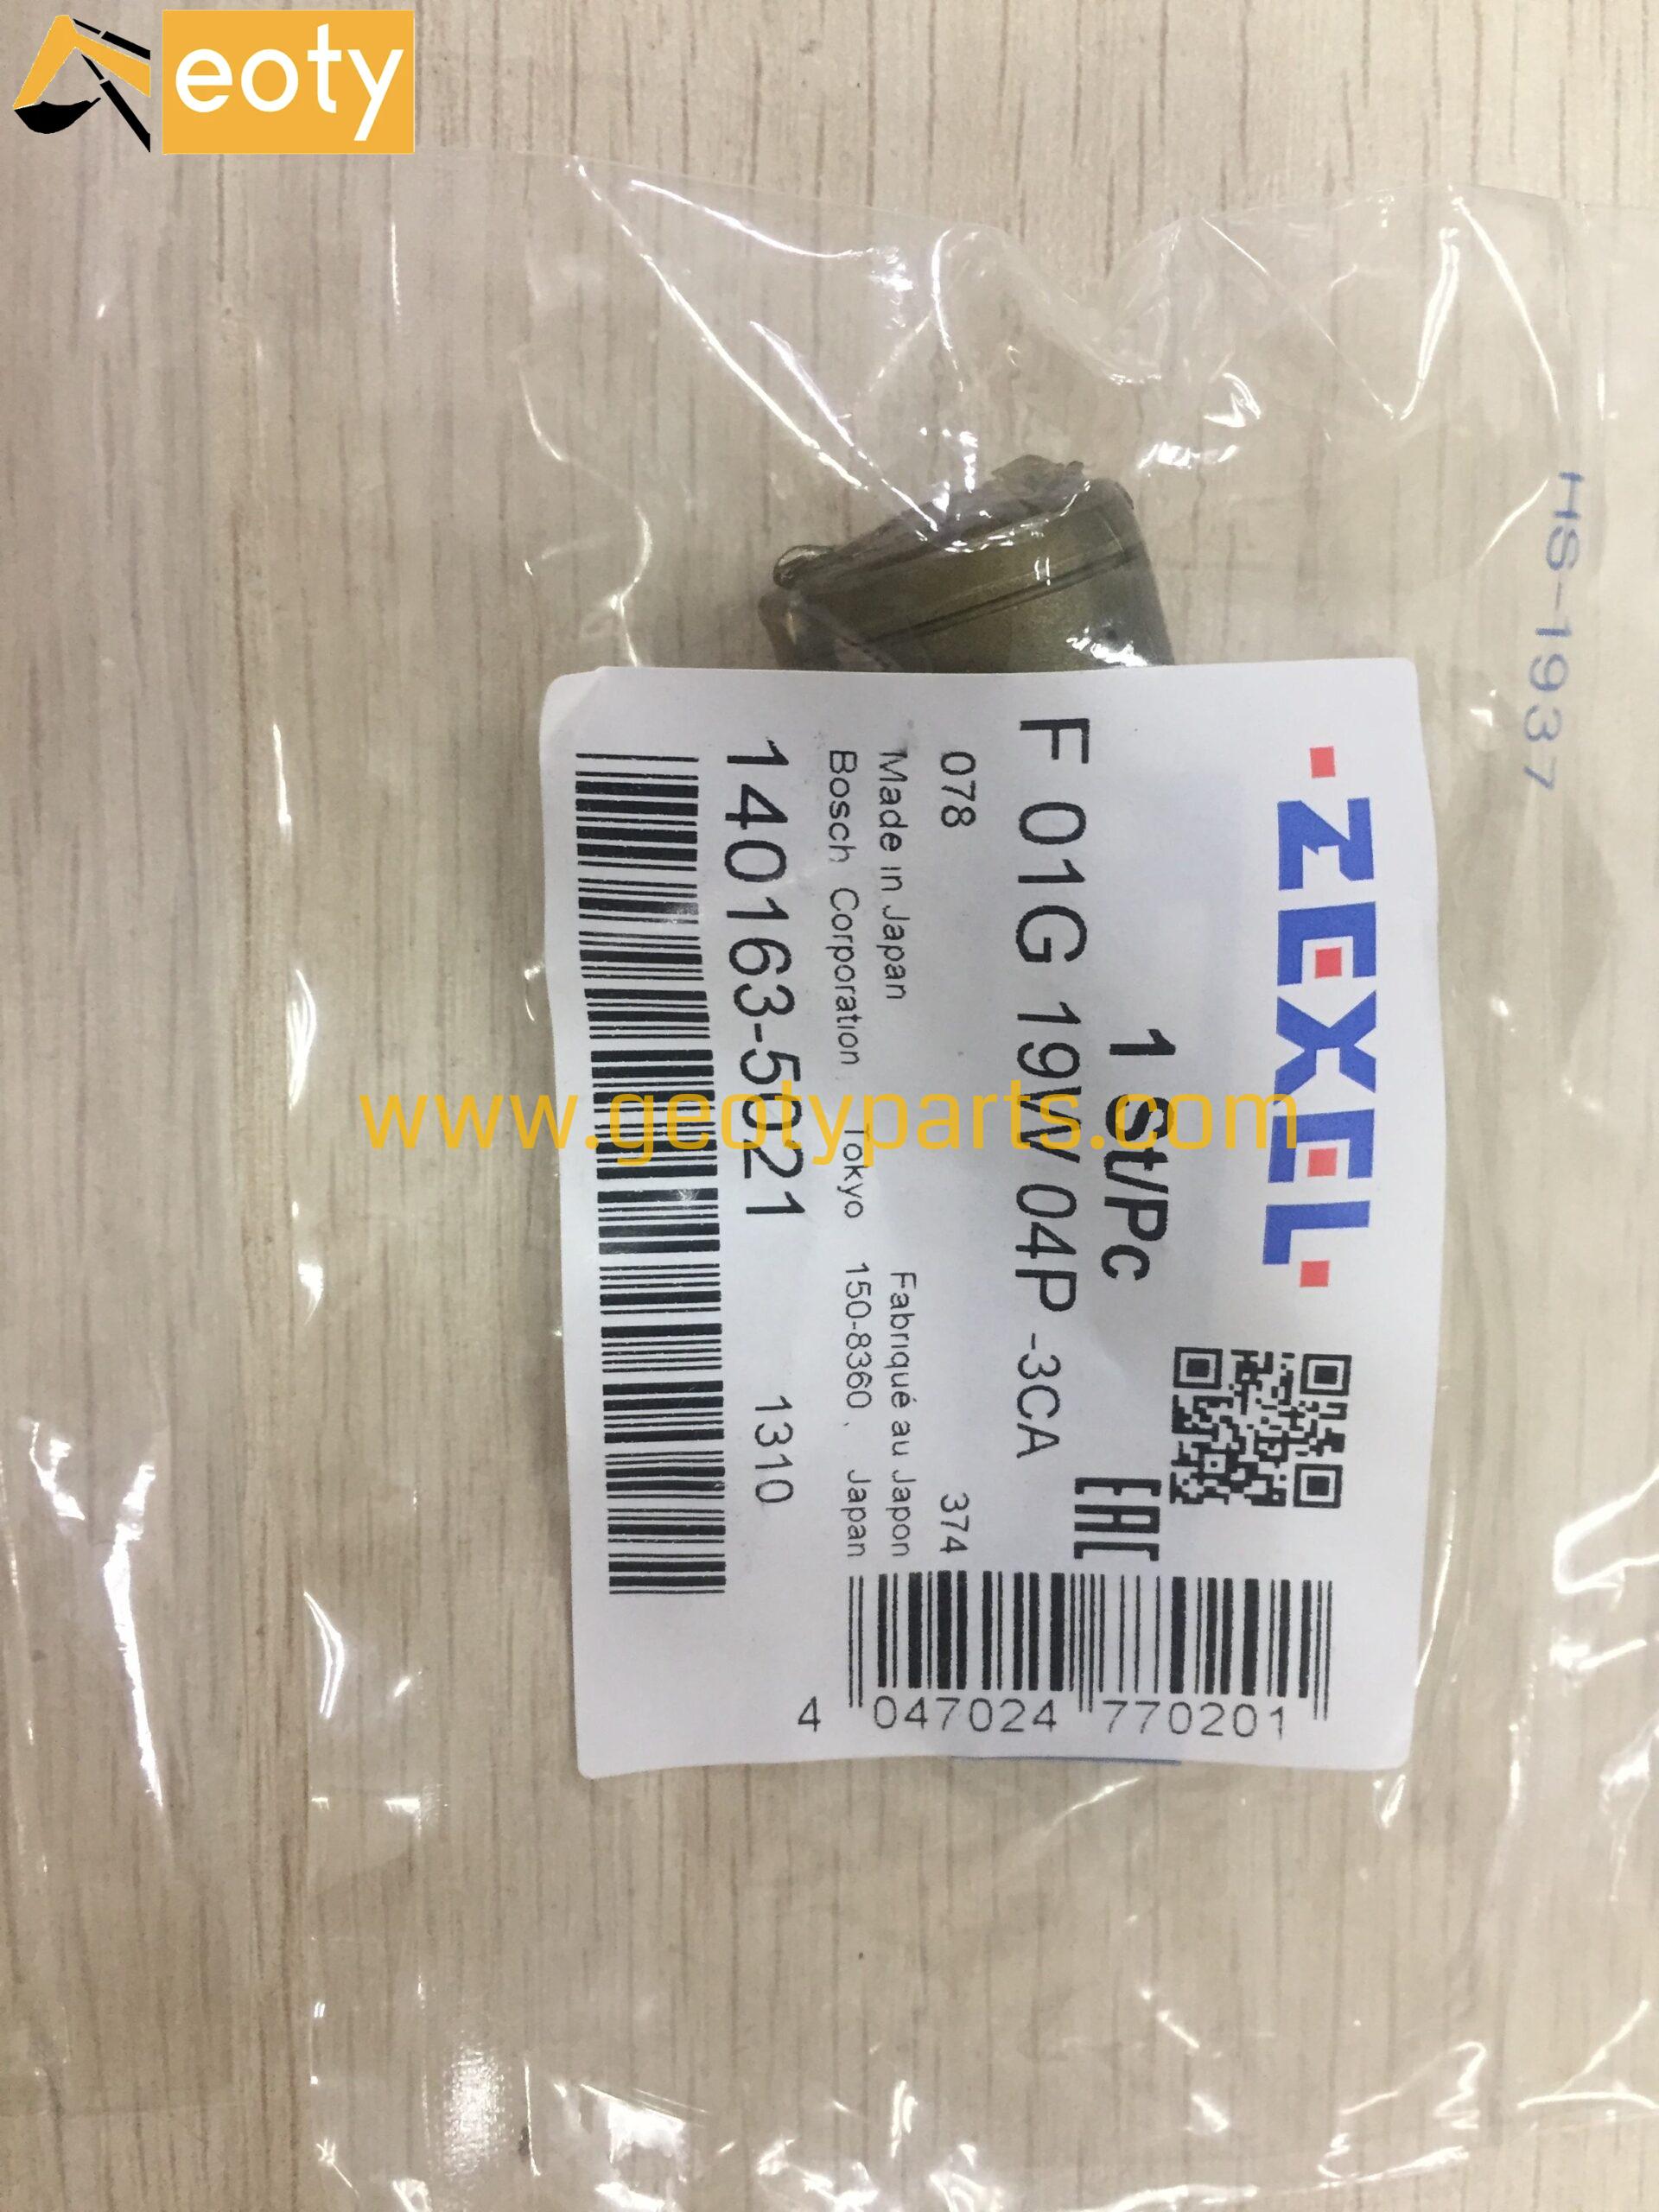 eoty
HS-1937
ZEXEL
1 St/Pc
F 01G 19W 04P -3CA
EAC
078
374
Made in Japan
Fabriqué au Japon
Bosch Corporation Tokyo 150-8360, Japan
140163-5021
1310
4 047024 770201
www.geotyparts.com